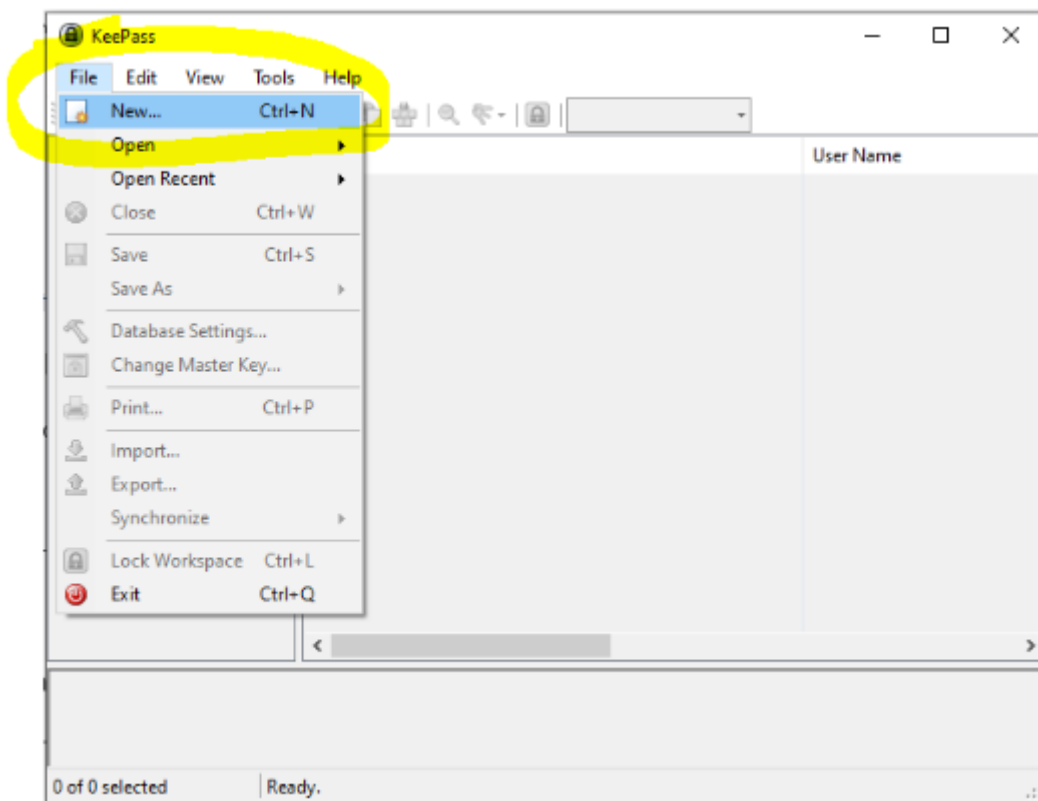 KeePass
File Edit View Tools Help
New... Ctrl+N
Open
User Name
Open Recent
Close Ctrl+W
Save Ctrl+S
Save As
Database Settings...
Change Master Key...
Print... Ctrl+P
Import...
Export...
Synchronize
Lock Workspace Ctrl+L
Exit Ctrl+Q
0 of 0 selected Ready.